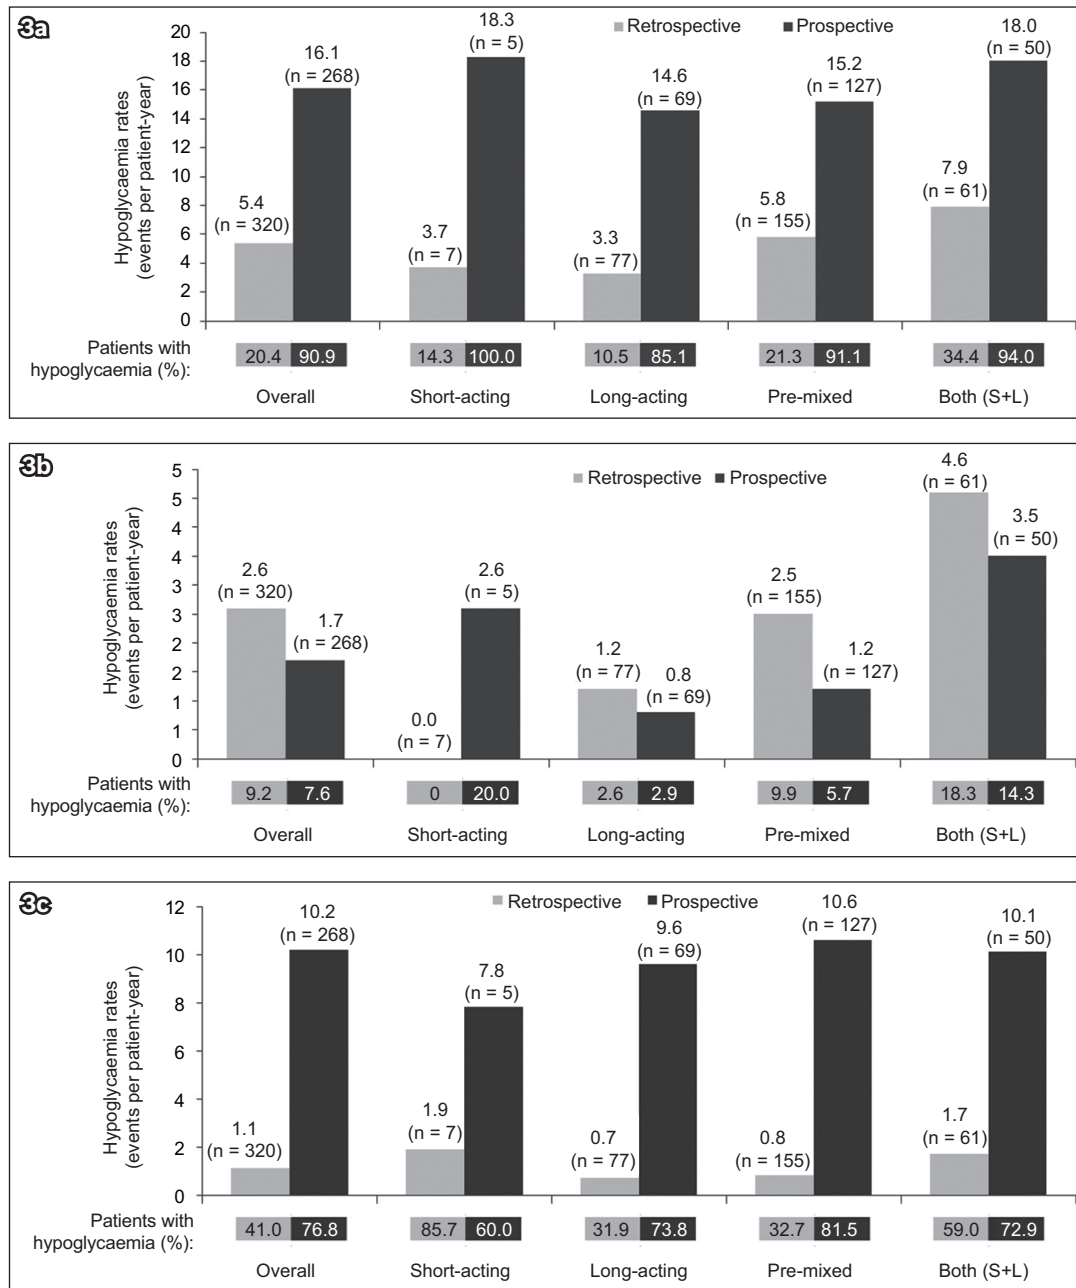 3a
Retrospective Prospective
Hypoglycaemia rates
(events per patient-year)
20
18
16
14
12
10
8
6
4
2
0
5.4
(n = 320)
16.1
(n = 268)
3.7
(n = 7)
18.3
(n = 5)
3.3
(n = 77)
14.6
(n = 69)
5.8
(n = 155)
15.2
(n = 127)
7.9
(n = 61)
18.0
(n = 50)
Patients with
hypoglycaemia (%):
20.4 90.9 14.3 100.0 10.5 85.1 21.3 91.1 34.4 94.0
Overall Short-acting Long-acting Pre-mixed Both (S+L)
3b
Retrospective Prospective
Hypoglycaemia rates
(events per patient-year)
5
5
4
4
3
3
2
2
1
1
0
2.6
(n = 320)
1.7
(n = 268)
0.0
(n = 7)
2.6
(n = 5)
1.2
(n = 77)
0.8
(n = 69)
2.5
(n = 155)
1.2
(n = 127)
4.6
(n = 61)
3.5
(n = 50)
Patients with
hypoglycaemia (%):
9.2 7.6 0 20.0 2.6 2.9 9.9 5.7 18.3 14.3
Overall Short-acting Long-acting Pre-mixed Both (S+L)
3c
Retrospective Prospective
Hypoglycaemia rates
(events per patient-year)
12
10
8
6
4
2
0
1.1
(n = 320)
10.2
(n = 268)
1.9
(n = 7)
7.8
(n = 5)
0.7
(n = 77)
9.6
(n = 69)
0.8
(n = 155)
10.6
(n = 127)
1.7
(n = 61)
10.1
(n = 50)
Patients with
hypoglycaemia (%):
41.0 76.8 85.7 60.0 31.9 73.8 32.7 81.5 59.0 72.9
Overall Short-acting Long-acting Pre-mixed Both (S+L)